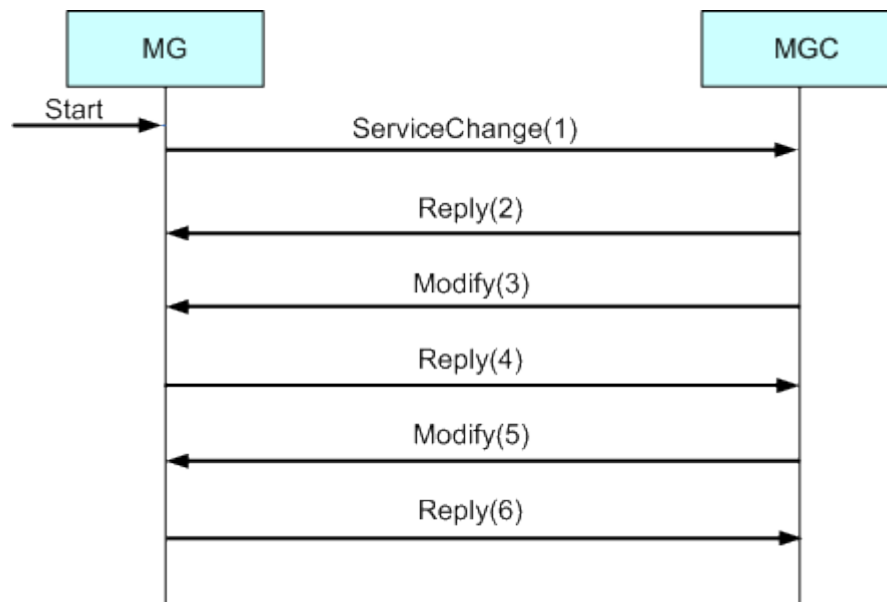 MG
MGC
Start
ServiceChange(1)
Reply(2)
Modify(3)
Reply(4)
Modify(5)
Reply(6)